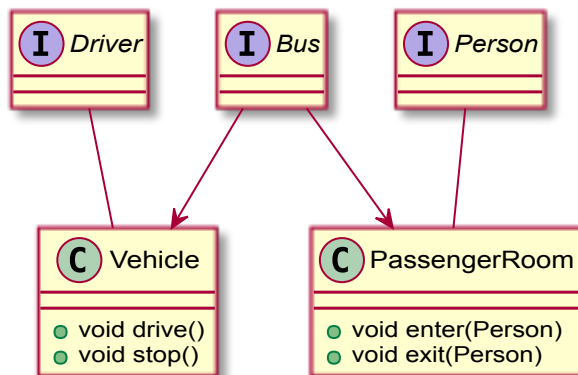 I Driver
I Bus
I Person
C Vehicle
void drive()
void stop()
C PassengerRoom
void enter(Person)
void exit(Person)